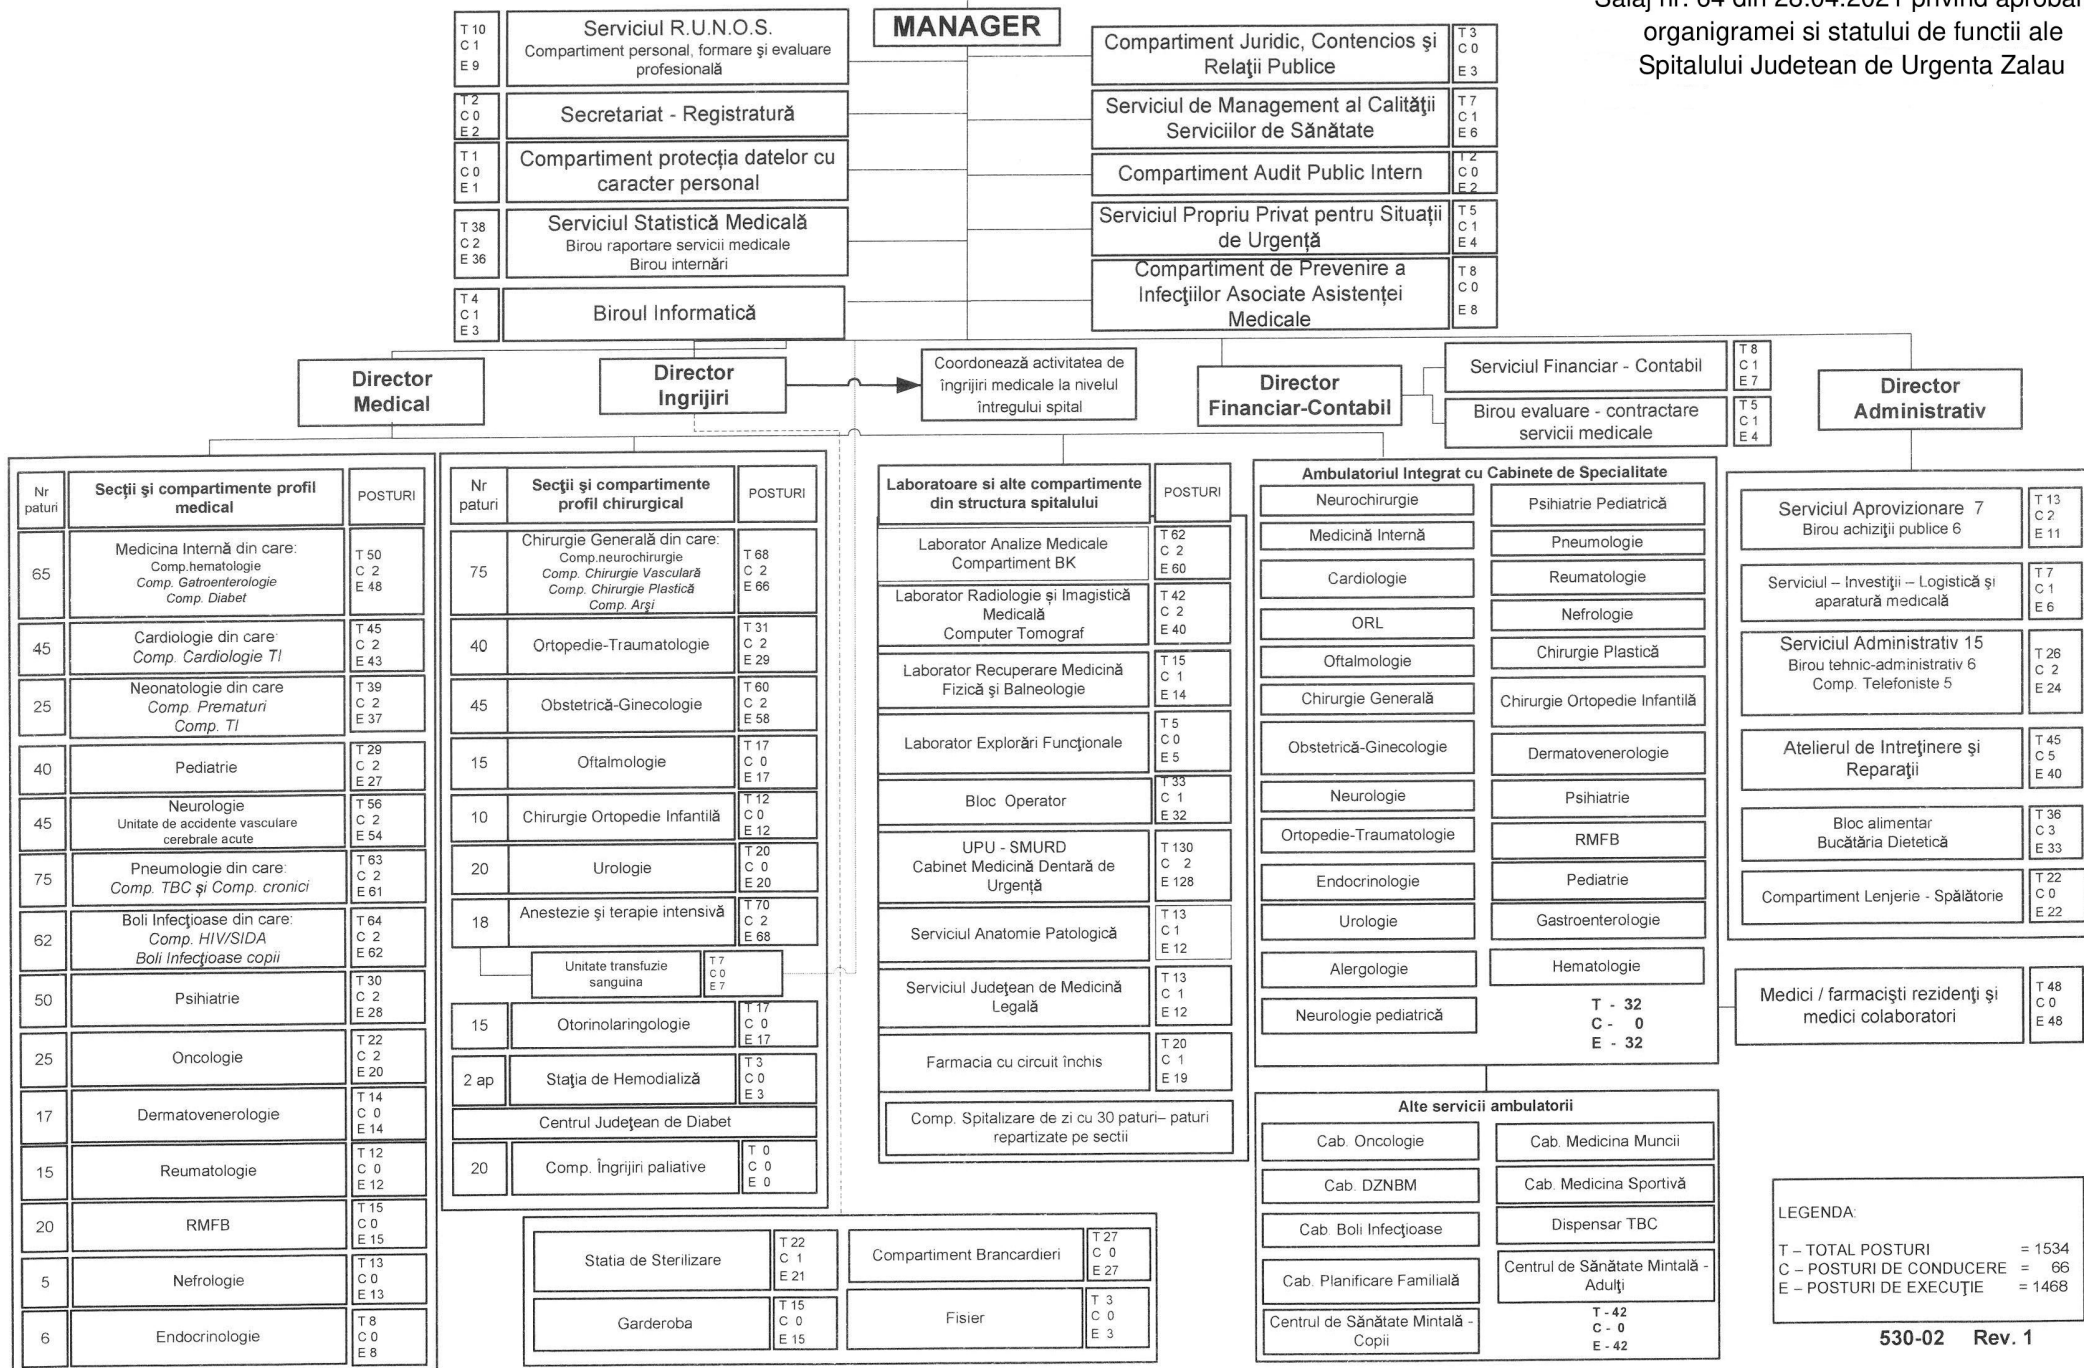 Salaj nr. 64 din 28.04.2021 privind aprobarea
organigramei si statului de functii ale
Spitalului Judetean de Urgenta Zalau
MANAGER
T 10
C 1
E 9
Serviciul R.U.N.O.S.
Compartiment personal, formare şi evaluare
profesională
T 2
C 0
E 2
Secretariat - Registratură
T 1
C 0
E 1
Compartiment protecția datelor cu
caracter personal
T 38
C 2
E 36
Serviciul Statistică Medicală
Birou raportare servicii medicale
Birou internări
T 4
C 1
E 3
Biroul Informatică
Compartiment Juridic, Contencios şi
Relaţii Publice
T 3
C 0
E 3
Serviciul de Management al Calităţii
Serviciilor de Sănătate
T 7
C 1
E 6
Compartiment Audit Public Intern
T 2
C 0
E 2
Serviciul Propriu Privat pentru Situații
de Urgență
T 5
C 1
E 4
Compartiment de Prevenire a
Infecţiilor Asociate Asistenței
Medicale
T 8
C 0
E 8
Director
Medical
Director
Ingrijiri
Coordonează activitatea de
îngrijiri medicale la nivelul
întregului spital
Director
Financiar-Contabil
Serviciul Financiar - Contabil
T 8
C 1
E 7
Birou evaluare - contractare
servicii medicale
T 5
C 1
E 4
Director
Administrativ
Nr
paturi
Secții şi compartimente profil
medical
POSTURI
65
Medicina Internă din care:
Comp.hematologie
Comp. Gatroenterologie
Comp. Diabet
T 50
C 2
E 48
45
Cardiologie din care:
Comp. Cardiologie TI
T 45
C 2
E 43
25
Neonatologie din care
Comp. Prematuri
Comp. TI
T 39
C 2
E 37
40
Pediatrie
T 29
C 2
E 27
45
Neurologie
Unitate de accidente vasculare
cerebrale acute
T 56
C 2
E 54
75
Pneumologie din care:
Comp. TBC şi Comp. cronici
T 63
C 2
E 61
62
Boli Infecţioase din care:
Comp. HIV/SIDA
Boli Infecţioase copii
T 64
C 2
E 62
50
Psihiatrie
T 30
C 2
E 28
25
Oncologie
T 22
C 2
E 20
17
Dermatovenerologie
T 14
C 0
E 14
15
Reumatologie
T 12
C 0
E 12
20
RMFB
T 15
C 0
E 15
5
Nefrologie
T 13
C 0
E 13
6
Endocrinologie
T 8
C 0
E 8
Nr
paturi
Secţii şi compartimente
profil chirurgical
POSTURI
75
Chirurgie Generală din care:
Comp.neurochirurgie
Comp. Chirurgie Vasculară
Comp. Chirurgie Plastică
Comp. Arşi
T 68
C 2
E 66
40
Ortopedie-Traumatologie
T 31
C 2
E 29
45
Obstetrică-Ginecologie
T 60
C 2
E 58
15
Oftalmologie
T 17
C 0
E 17
10
Chirurgie Ortopedie Infantilă
T 12
C 0
E 12
20
Urologie
T 20
C 0
E 20
18
Anestezie şi terapie intensivă
T 70
C 2
E 68
Unitate transfuzie
sanguina
T 7
C 0
E 7
15
Otorinolaringologie
T 17
C 0
E 17
2 ap
Staţia de Hemodializă
T 3
C 0
E 3
Centrul Judeţean de Diabet
20
Comp. Îngrijiri paliative
T 0
C 0
E 0
Statia de Sterilizare
T 22
C 1
E 21
Compartiment Brancardieri
T 27
C 0
E 27
Garderoba
T 15
C 0
E 15
Fisier
T 3
C 0
E 3
Laboratoare si alte compartimente
din structura spitalului
POSTURI
Laborator Analize Medicale
Compartiment BK
T 62
C 2
E 60
Laborator Radiologie și Imagistică
Medicală
Computer Tomograf
T 42
C 2
E 40
Laborator Recuperare Medicină
Fizică şi Balneologie
T 15
C 1
E 14
Laborator Explorări Funcţionale
T 5
C 0
E 5
Bloc Operator
T 33
C 1
E 32
UPU - SMURD
Cabinet Medicină Dentară de
Urgenţă
T 130
C 2
E 128
Serviciul Anatomie Patologică
T 13
C 1
E 12
Serviciul Judeţean de Medicină
Legală
T 13
C 1
E 12
Farmacia cu circuit închis
T 20
C 1
E 19
Comp. Spitalizare de zi cu 30 paturi– paturi
repartizate pe sectii
Ambulatoriul Integrat cu Cabinete de Specialitate
Neurochirurgie
Psihiatrie Pediatrică
Medicină Internă
Pneumologie
Cardiologie
Reumatologie
ORL
Nefrologie
Oftalmologie
Chirurgie Plastică
Chirurgie Generală
Chirurgie Ortopedie Infantilă
Obstetrică-Ginecologie
Dermatovenerologie
Neurologie
Psihiatrie
Ortopedie-Traumatologie
RMFB
Endocrinologie
Pediatrie
Urologie
Gastroenterologie
Alergologie
Hematologie
Neurologie pediatrică
T - 32
C - 0
E - 32
Alte servicii ambulatorii
Cab. Oncologie
Cab. Medicina Muncii
Cab. DZNBM
Cab. Medicina Sportivă
Cab. Boli Infecţioase
Dispensar TBC
Cab. Planificare Familială
Centrul de Sănătate Mintală -
Adulţi
Centrul de Sănătate Mintală -
Copii
T - 42
C - 0
E - 42
Serviciul Aprovizionare 7
Birou achiziţii publice 6
T 13
C 2
E 11
Serviciul – Investiţii – Logistică şi
aparatură medicală
T 7
C 1
E 6
Serviciul Administrativ 15
Birou tehnic-administrativ 6
Comp. Telefoniste 5
T 26
C 2
E 24
Atelierul de Intreţinere şi
Reparaţii
T 45
C 5
E 40
Bloc alimentar
Bucătăria Dietetică
T 36
C 3
E 33
Compartiment Lenjerie - Spălătorie
T 22
C 0
E 22
Medici / farmacişti rezidenţi şi
medici colaboratori
T 48
C 0
E 48
LEGENDA:
T – TOTAL POSTURI = 1534
C – POSTURI DE CONDUCERE = 66
E – POSTURI DE EXECUŢIE = 1468
530-02 Rev. 1